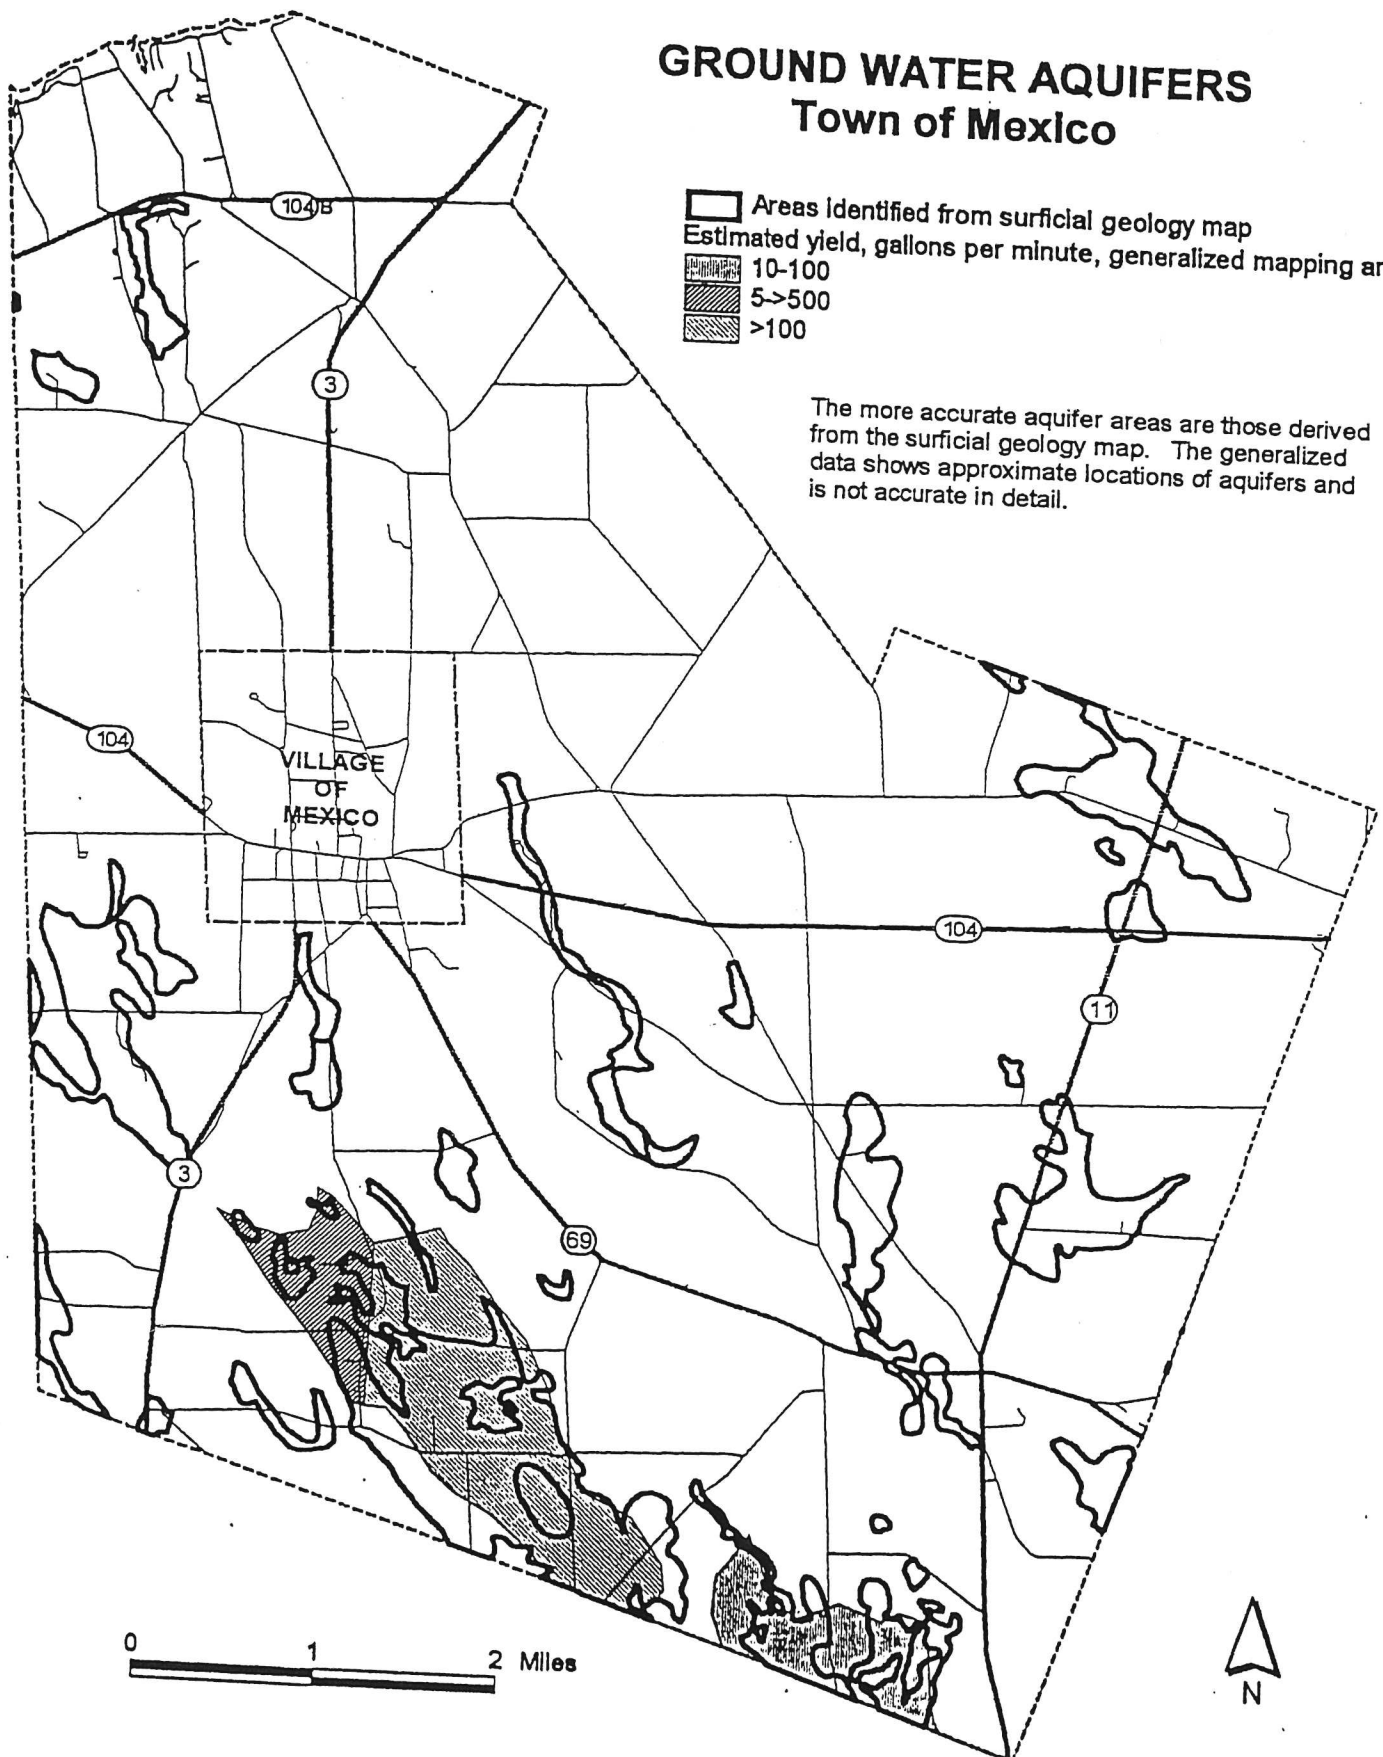 GROUND WATER AQUIFERS
Town of Mexico
Areas identified from surficial geology map
Estimated yield, gallons per minute, generalized mapping
10-100
5->500
>100
The more accurate aquifer areas are those derived
from the surficial geology map. The generalized
data shows approximate locations of aquifers and
is not accurate in detail.
104B
3
104
VILLAGE
OF
MEXICO
104
11
3
69
0 1 2 Miles
N